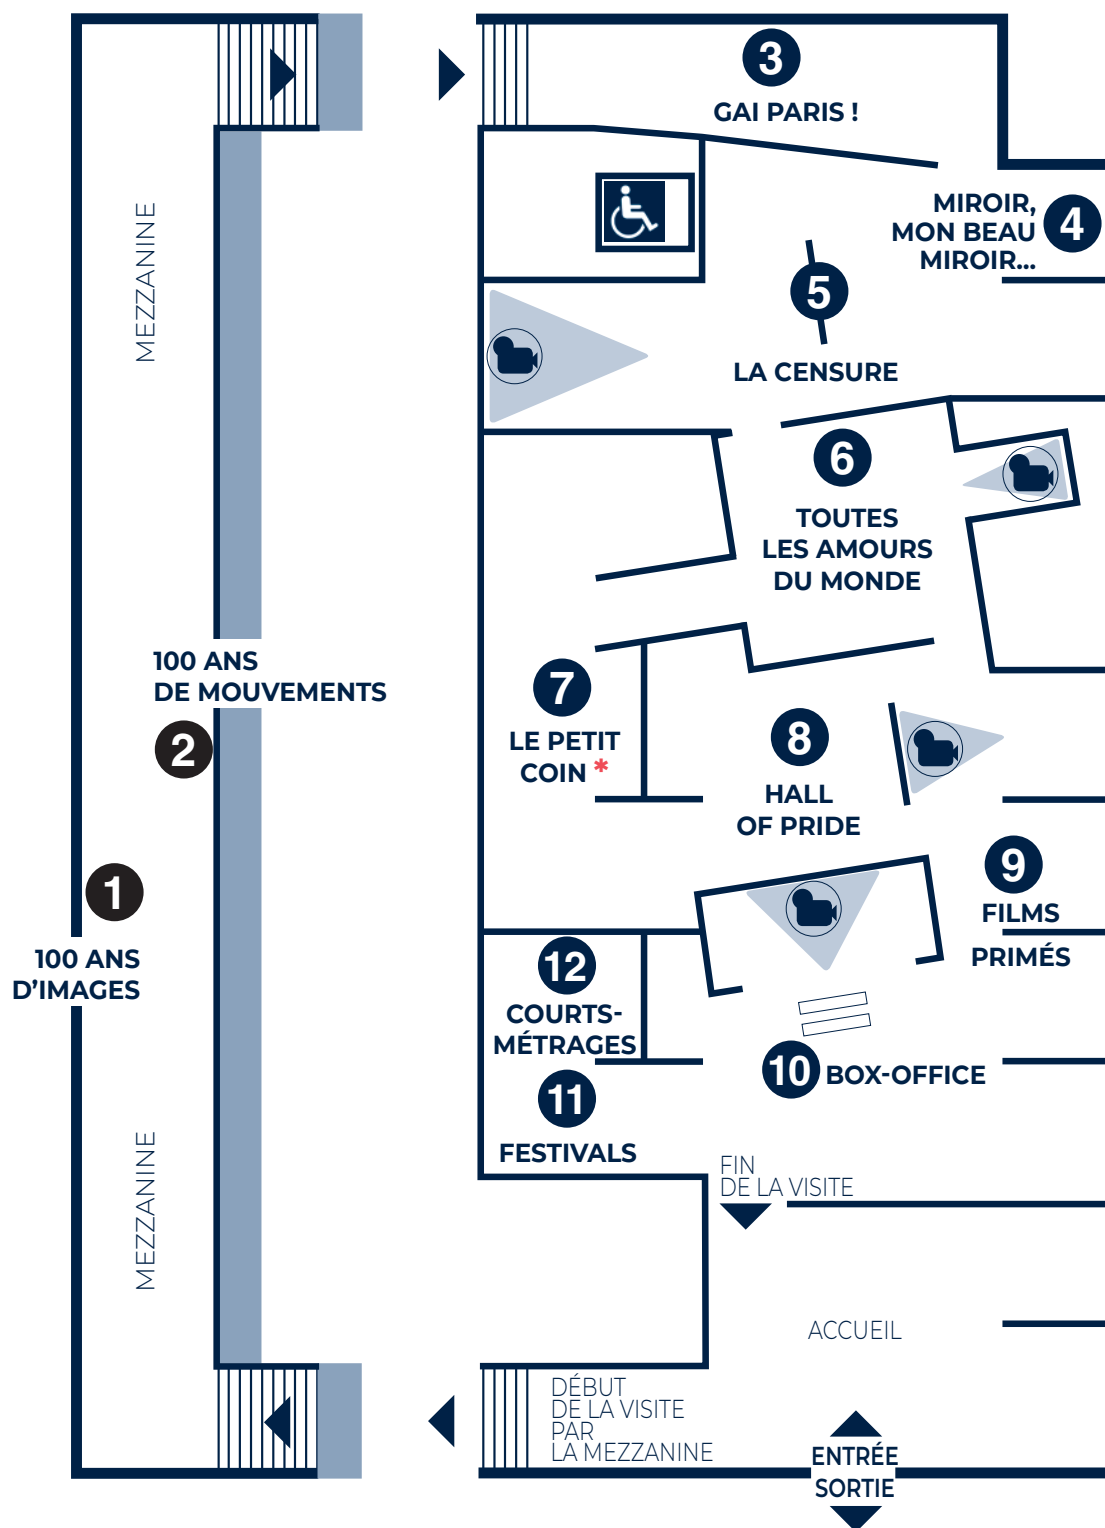 3
GAI PARIS !
MIROIR,
MON BEAU
MIROIR...
4
5
LA CENSURE
6
TOUTES
LES AMOURS
DU MONDE
MEZZANINE
100 ANS
DE MOUVEMENTS
2
1
100 ANS
D'IMAGES
MEZZANINE
7
LE PETIT
COIN *
8
HALL
OF PRIDE
9
FILMS
PRIMÉS
12
COURTS-
MÉTRAGES
10 BOX-OFFICE
11
FESTIVALS
FIN
DE LA VISITE
ACCUEIL
DÉBUT
DE LA VISITE
PAR
LA MEZZANINE
ENTRÉE
SORTIE